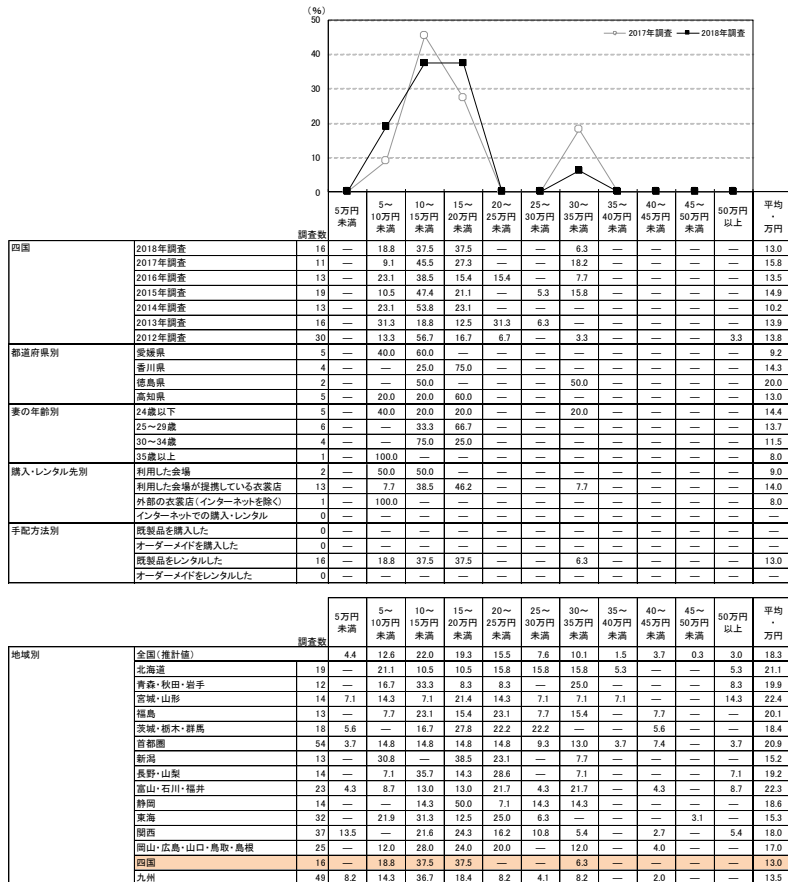 (%)
50
40
30
20
10
0
2017年調査 2018年調査
調査数 5万円未満 5～10万円未満 10～15万円未満 15～20万円未満 20～25万円未満 25～30万円未満 30～35万円未満 35～40万円未満 40～45万円未満 45～50万円未満 50万円以上 平均・万円
四国 2018年調査 16 — 18.8 37.5 37.5 — — 6.3 — — — — 13.0
2017年調査 11 — 9.1 45.5 27.3 — — 18.2 — — — — 15.8
2016年調査 13 — 23.1 38.5 15.4 15.4 — 7.7 — — — — 13.5
2015年調査 19 — 10.5 47.4 21.1 — 5.3 15.8 — — — — 14.9
2014年調査 13 — 23.1 53.8 23.1 — — — — — — — 10.2
2013年調査 16 — 31.3 18.8 12.5 31.3 6.3 — — — — — 13.9
2012年調査 30 — 13.3 56.7 16.7 6.7 — 3.3 — — — 3.3 13.8
都道府県別 愛媛県 5 — 40.0 60.0 — — — — — — — — 9.2
香川県 4 — — 25.0 75.0 — — — — — — — 14.3
徳島県 2 — — 50.0 — — — 50.0 — — — — 20.0
高知県 5 — 20.0 20.0 60.0 — — — — — — — 13.0
妻の年齢別 24歳以下 5 — 40.0 20.0 20.0 — — 20.0 — — — — 14.4
25～29歳 6 — — 33.3 66.7 — — — — — — — 13.7
30～34歳 4 — — 75.0 25.0 — — — — — — — 11.5
35歳以上 1 — 100.0 — — — — — — — — — 8.0
購入・レンタル先別 利用した会場 2 — 50.0 50.0 — — — — — — — — 9.0
利用した会場が提携している衣裳店 13 — 7.7 38.5 46.2 — — 7.7 — — — — 14.0
外部の衣裳店(インターネットを除く) 1 — 100.0 — — — — — — — — — 8.0
インターネットでの購入・レンタル 0 — — — — — — — — — — — —
手配方法別 既製品を購入した 0 — — — — — — — — — — — —
オーダーメイドを購入した 0 — — — — — — — — — — — —
既製品をレンタルした 16 — 18.8 37.5 37.5 — — 6.3 — — — — 13.0
オーダーメイドをレンタルした 0 — — — — — — — — — — — —
調査数 5万円未満 5～10万円未満 10～15万円未満 15～20万円未満 20～25万円未満 25～30万円未満 30～35万円未満 35～40万円未満 40～45万円未満 45～50万円未満 50万円以上 平均・万円
地域別 全国(推計値) 4.4 12.6 22.0 19.3 15.5 7.6 10.1 1.5 3.7 0.3 3.0 18.3
北海道 19 — 21.1 10.5 10.5 15.8 15.8 15.8 5.3 — — 5.3 21.1
青森・秋田・岩手 12 — 16.7 33.3 8.3 8.3 — 25.0 — — — 8.3 19.9
宮城・山形 14 7.1 14.3 7.1 21.4 14.3 7.1 7.1 7.1 — — 14.3 22.4
福島 13 — 7.7 23.1 15.4 23.1 7.7 15.4 — 7.7 — — 20.1
茨城・栃木・群馬 18 5.6 — 16.7 27.8 22.2 22.2 — — 5.6 — — 18.4
首都圏 54 3.7 14.8 14.8 14.8 14.8 9.3 13.0 3.7 7.4 — 3.7 20.9
新潟 13 — 30.8 — 38.5 23.1 — 7.7 — — — — 15.2
長野・山梨 14 — 7.1 35.7 14.3 28.6 — 7.1 — — — 7.1 19.2
富山・石川・福井 23 4.3 8.7 13.0 13.0 21.7 4.3 21.7 — 4.3 — 8.7 22.3
静岡 14 — — 14.3 50.0 7.1 14.3 14.3 — — — — 18.6
東海 32 — 21.9 31.3 12.5 25.0 6.3 — — — 3.1 — 15.3
関西 37 13.5 — 21.6 24.3 16.2 10.8 5.4 — 2.7 — 5.4 18.0
岡山・広島・山口・鳥取・島根 25 — 12.0 28.0 24.0 20.0 — 12.0 — 4.0 — — 17.0
四国 16 — 18.8 37.5 37.5 — — 6.3 — — — — 13.0
九州 49 8.2 14.3 36.7 18.4 8.2 4.1 8.2 — 2.0 — — 13.5